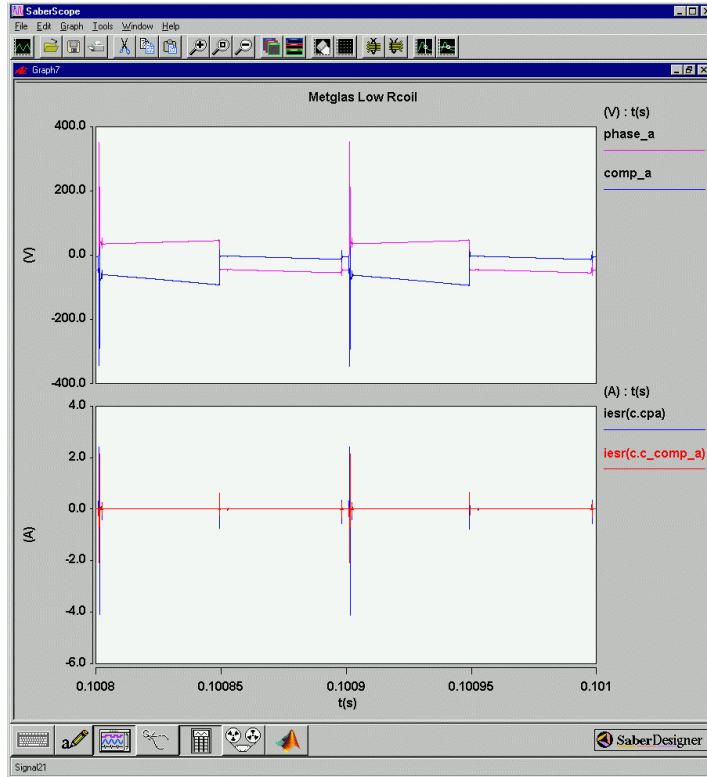 SaberScope
File Edit Graph Tools Window Help
Graph7
Metglas Low Rcoil
(V) : t(s)
phase_a
comp_a
400.0
200.0
0.0
-200.0
-400.0
(V)
(A) : t(s)
iesr(c.cpa)
iesr(c.c_comp_a)
4.0
2.0
0.0
-2.0
-4.0
-6.0
(A)
0.1008 0.10085 0.1009 0.10095 0.101
t(s)
a
SaberDesigner
Signal21